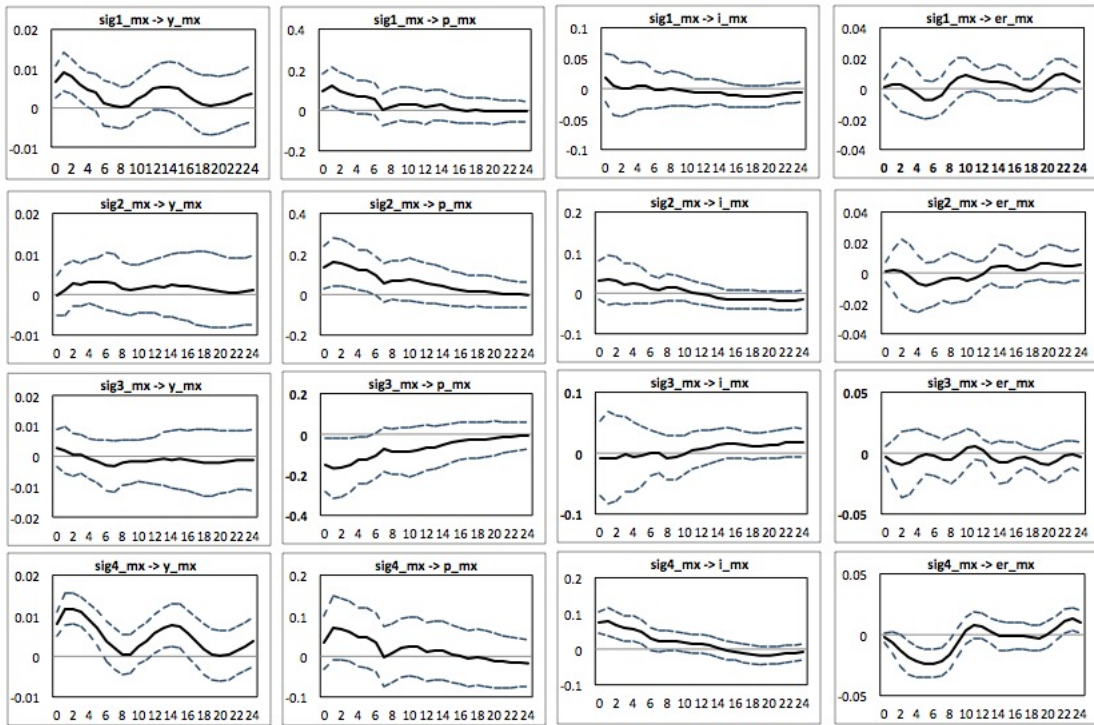 sig1_mx -> y_mx
0.02
0.01
0
-0.01
0 2 4 6 8 10 12 14 16 18 20 22 24
sig1_mx -> p_mx
0.4
0.2
0
-0.2
0 2 4 6 8 10 12 14 16 18 20 22 24
sig1_mx -> i_mx
0.1
0.05
0
-0.05
-0.1
0 2 4 6 8 10 12 14 16 18 20 22 24
sig1_mx -> er_mx
0.04
0.02
0
-0.02
-0.04
0 2 4 6 8 10 12 14 16 18 20 22 24
sig2_mx -> y_mx
0.02
0.01
0
-0.01
0 2 4 6 8 10 12 14 16 18 20 22 24
sig2_mx -> p_mx
0.4
0.2
0
-0.2
0 2 4 6 8 10 12 14 16 18 20 22 24
sig2_mx -> i_mx
0.2
0.1
0
-0.1
0 2 4 6 8 10 12 14 16 18 20 22 24
sig2_mx -> er_mx
0.04
0.02
0
-0.02
-0.04
0 2 4 6 8 10 12 14 16 18 20 22 24
sig3_mx -> y_mx
0.02
0.01
0
-0.01
-0.02
0 2 4 6 8 10 12 14 16 18 20 22 24
sig3_mx -> p_mx
0.2
0
-0.2
-0.4
0 2 4 6 8 10 12 14 16 18 20 22 24
sig3_mx -> i_mx
0.1
0
-0.1
0 2 4 6 8 10 12 14 16 18 20 22 24
sig3_mx -> er_mx
0.05
0
-0.05
0 2 4 6 8 10 12 14 16 18 20 22 24
sig4_mx -> y_mx
0.02
0.01
0
-0.01
0 2 4 6 8 10 12 14 16 18 20 22 24
sig4_mx -> p_mx
0.2
0.1
0
-0.1
0 2 4 6 8 10 12 14 16 18 20 22 24
sig4_mx -> i_mx
0.2
0.1
0
-0.1
0 2 4 6 8 10 12 14 16 18 20 22 24
sig4_mx -> er_mx
0.05
0
-0.05
0 2 4 6 8 10 12 14 16 18 20 22 24